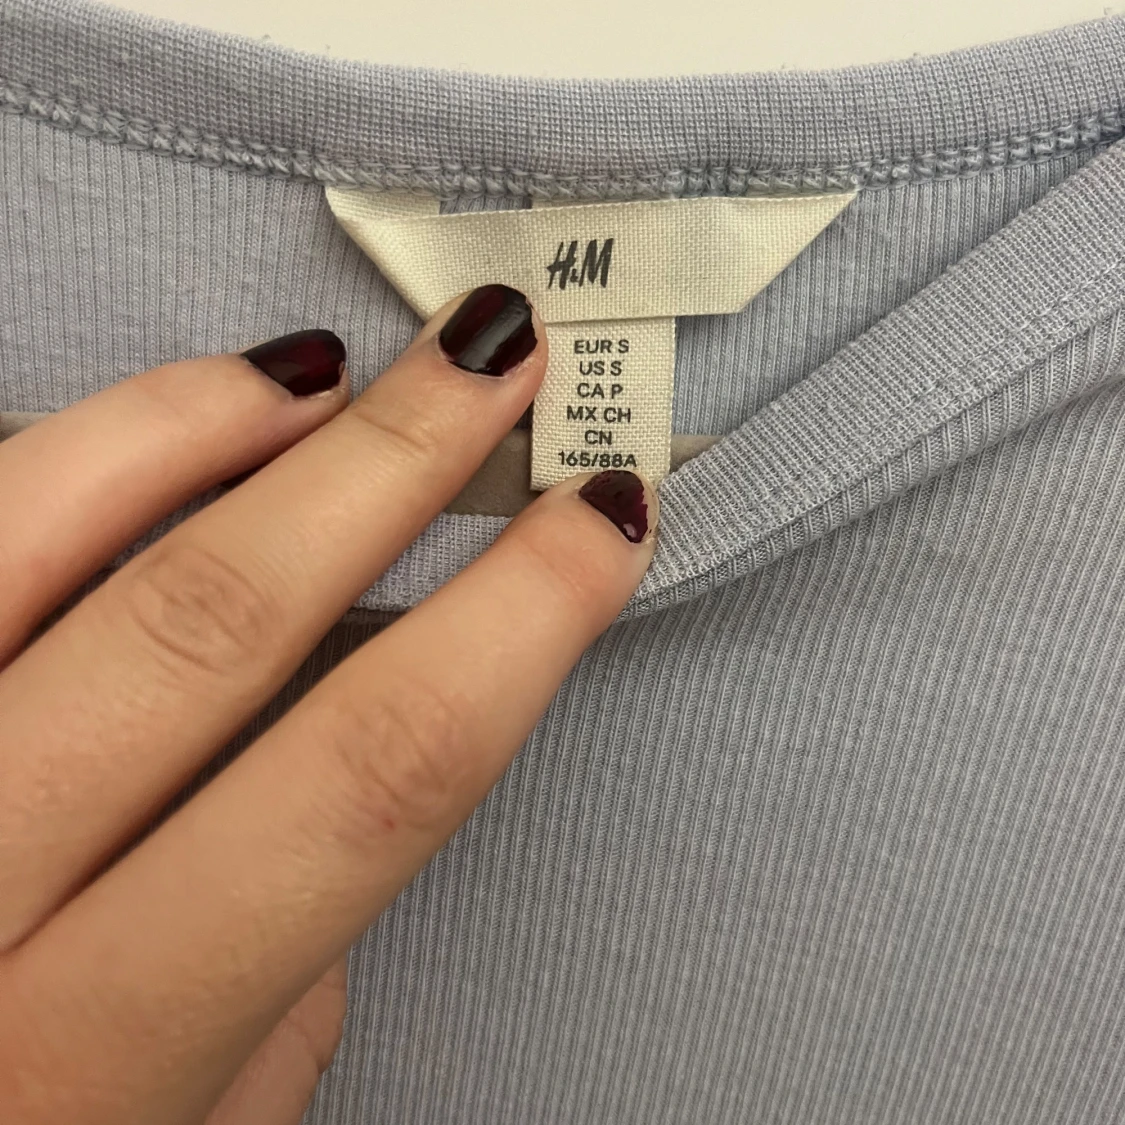 H&M
EUR S
US S
CA P
MX CH
CN
165/88A